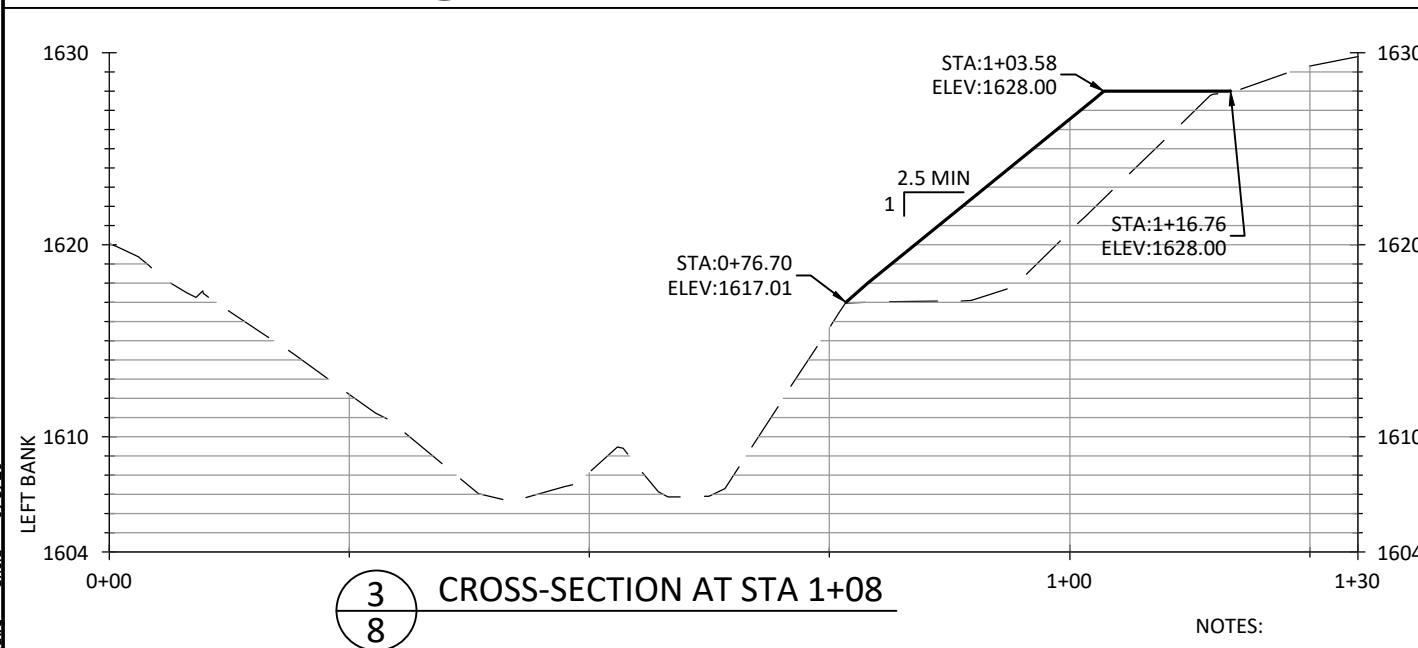 1630
1630
STA:1+03.58
ELEV:1628.00
2.5 MIN
1
STA:1+16.76
ELEV:1628.00
1620
1620
STA:0+76.70
ELEV:1617.01
1610
1610
LEFT BANK
1604
1604
0+00
1+00
1+30
3
8
CROSS-SECTION AT STA 1+08
NOTES: